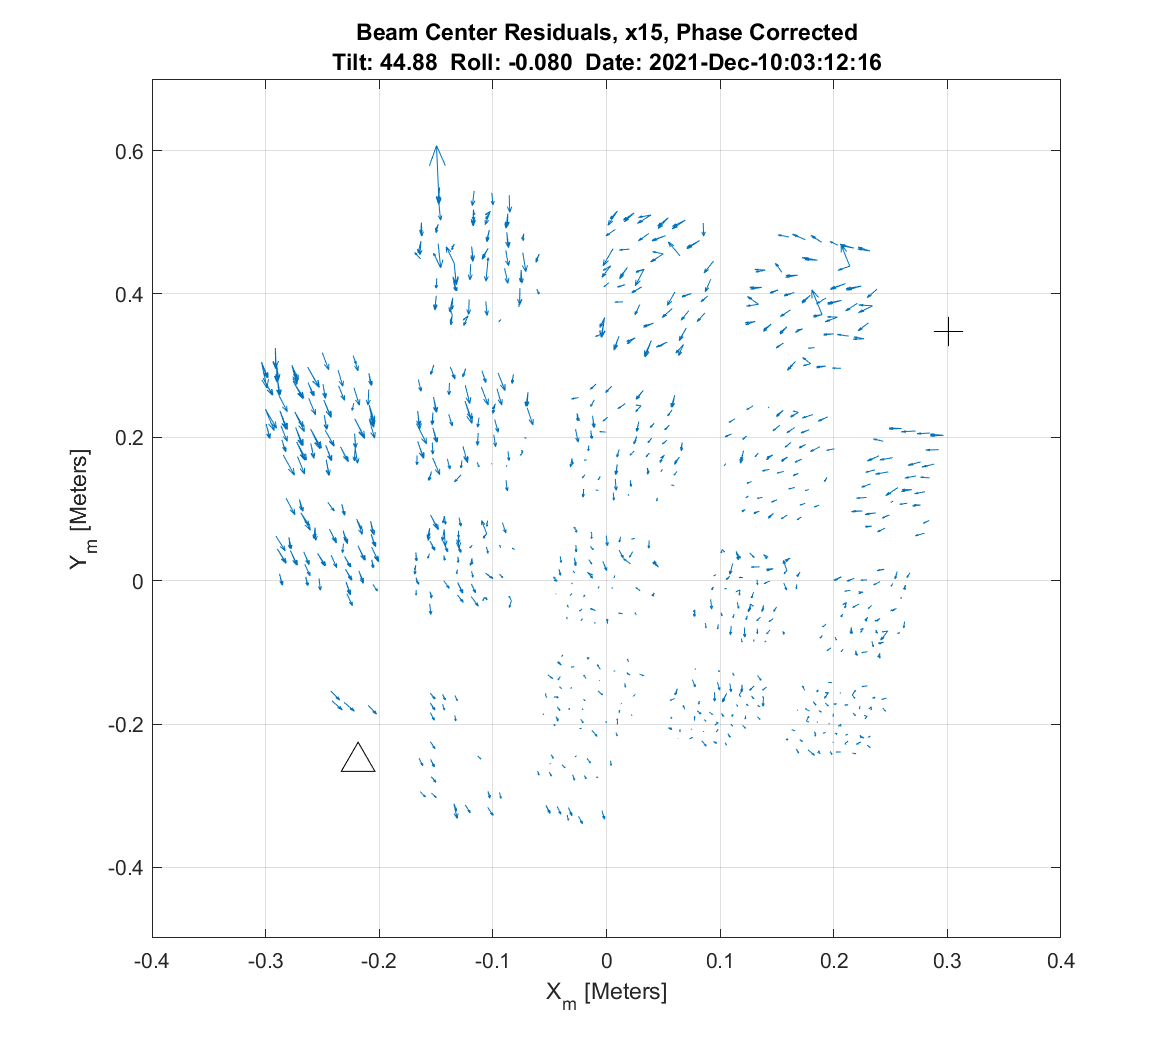 Beam Center Residuals, x15, Phase Corrected
Tilt: 44.88  Roll: -0.080  Date: 2021-Dec-10:03:12:16
0.6
0.4
0.2
0
-0.2
-0.4
Y_m [Meters]
-0.4 -0.3 -0.2 -0.1 0 0.1 0.2 0.3 0.4
X_m [Meters]